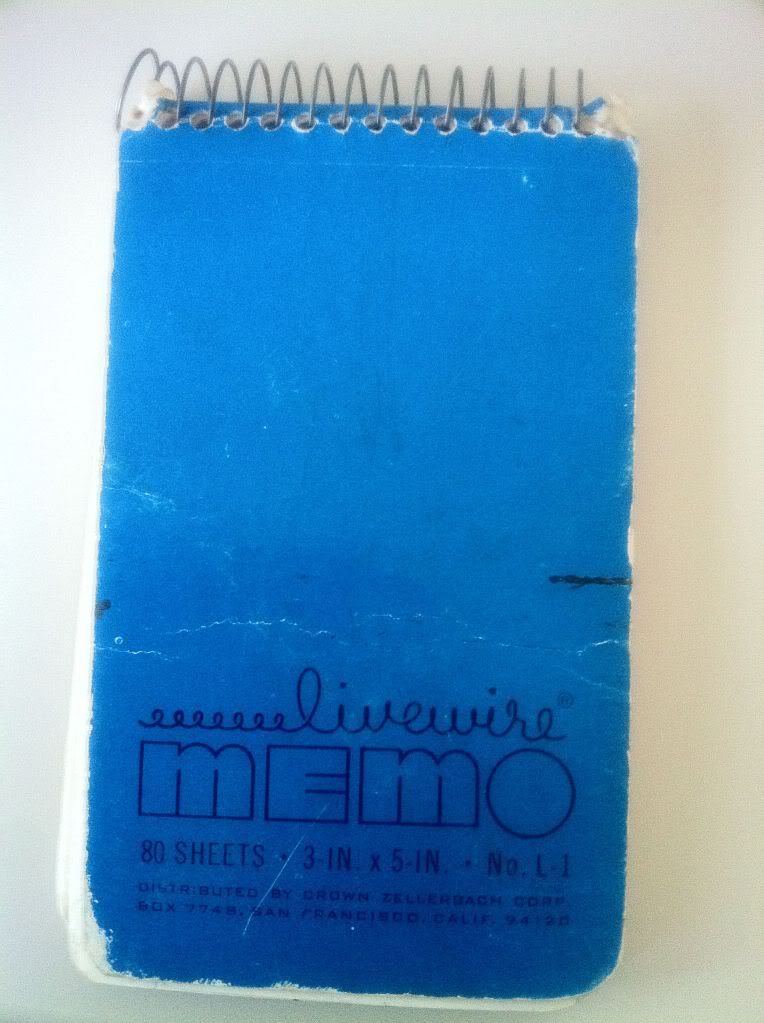 livewire®
MEMO
80 SHEETS • 3-IN. x 5-IN. • No. L-1
DISTRIBUTED BY CROWN ZELLERBACH CORP.
BOX 7748, SAN FRANCISCO, CALIF. 94120